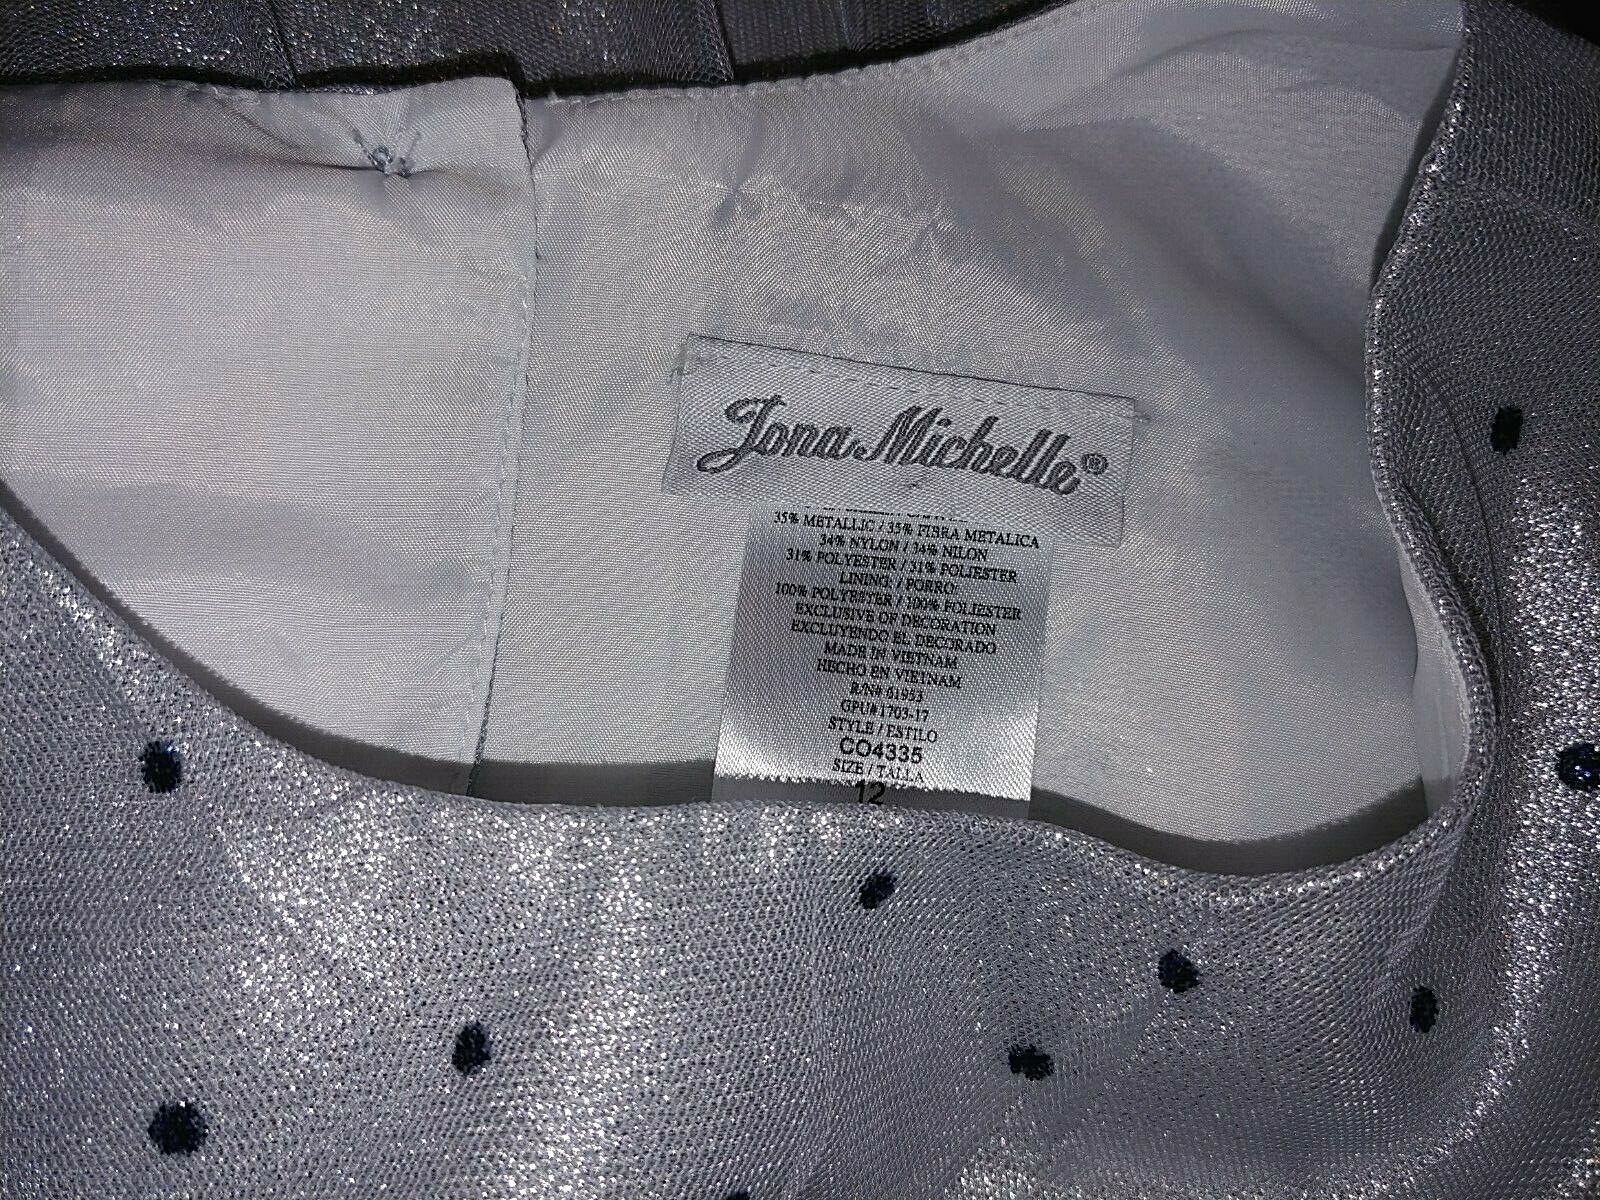 Jona Michelle®
35% METALLIC / 35% FIBRA METALICA
34% NYLON / 34% NILON
31% POLYESTER / 31% POLIESTER
LINING: / FORRO:
100% POLYESTER / 100% POLIESTER
EXCLUSIVE OF DECORATION
EXCLUYENDO EL DECORADO
MADE IN VIETNAM
HECHO EN VIETNAM
R/N# 61953
GPU#1703-17
STYLE / ESTILO
CO4335
SIZE / TALLA
12